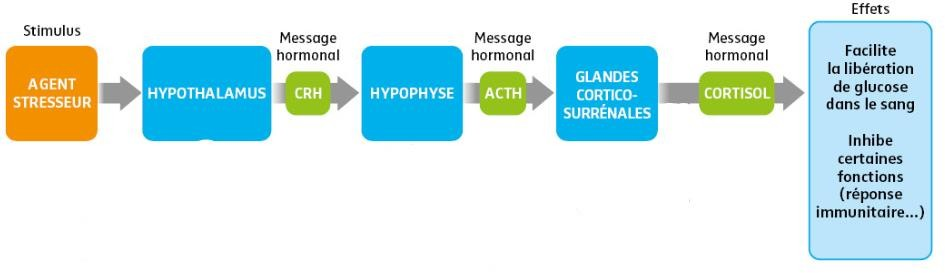 Stimulus
AGENT
STRESSEUR
HYPOTHALAMUS
Message
hormonal
CRH
HYPOPHYSE
Message
hormonal
ACTH
GLANDES
CORTICO-
SURRÉNALES
Message
hormonal
CORTISOL
Effets
Facilite
la libération
de glucose
dans le sang
Inhibe
certaines
fonctions
(réponse
immunitaire...)